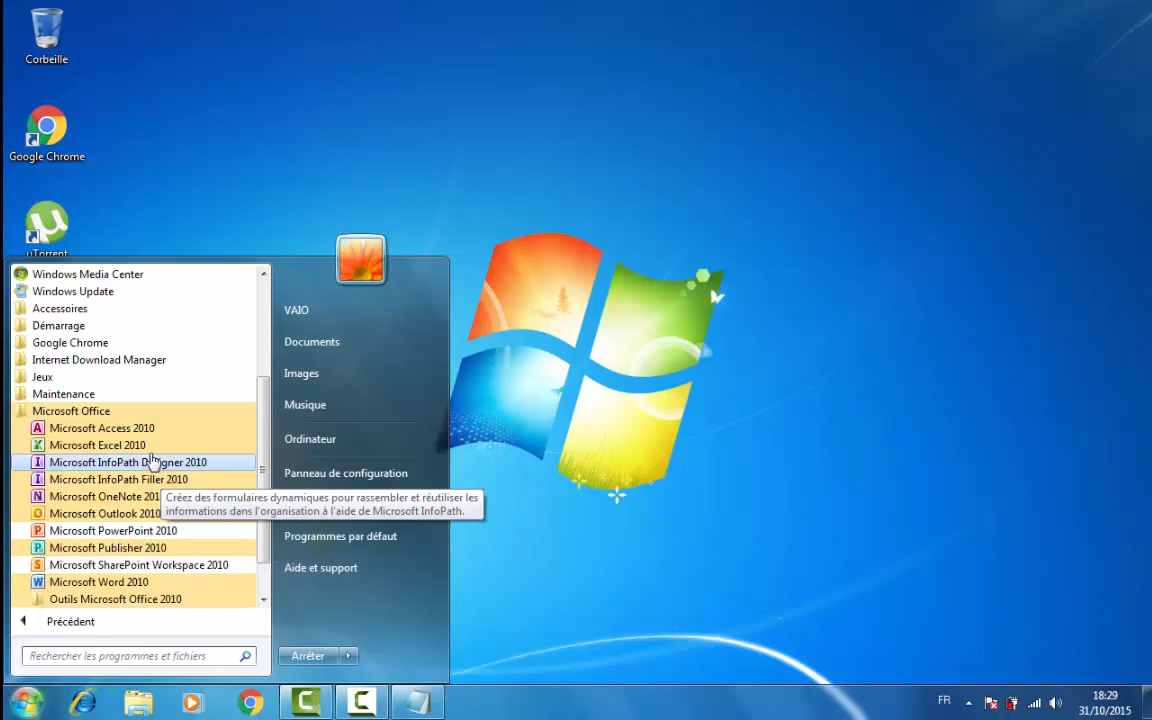 Corbeille
Google Chrome
uTorrent
Windows Media Center
Windows Update
Accessoires
Démarrage
Google Chrome
Internet Download Manager
Jeux
Maintenance
Microsoft Office
Microsoft Access 2010
Microsoft Excel 2010
Microsoft InfoPath Designer 2010
Microsoft InfoPath Filler 2010
Microsoft OneNote 201
Microsoft Outlook 2010
Microsoft PowerPoint 2010
Microsoft Publisher 2010
Microsoft SharePoint Workspace 2010
Microsoft Word 2010
Outils Microsoft Office 2010
Précédent
Rechercher les programmes et fichiers
VAIO
Documents
Images
Musique
Ordinateur
Panneau de configuration
Créez des formulaires dynamiques pour rassembler et réutiliser les
informations dans l'organisation à l'aide de Microsoft InfoPath.
Programmes par défaut
Aide et support
Arrêter
FR
18:29
31/10/2015